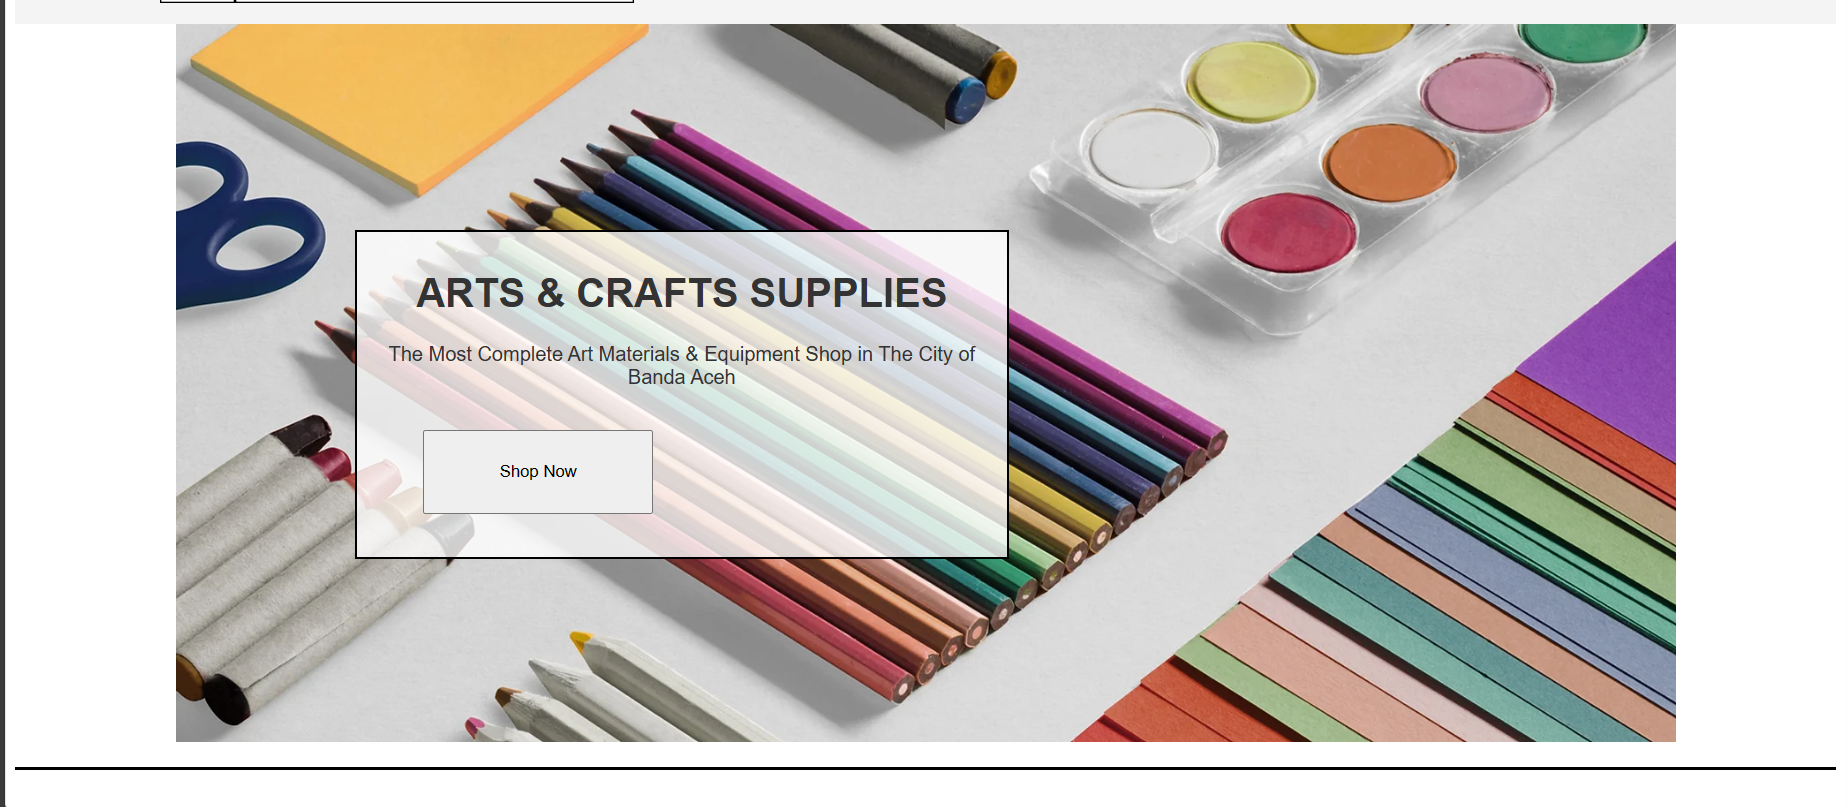 ARTS & CRAFTS SUPPLIES
The Most Complete Art Materials & Equipment Shop in The City of
Banda Aceh
Shop Now